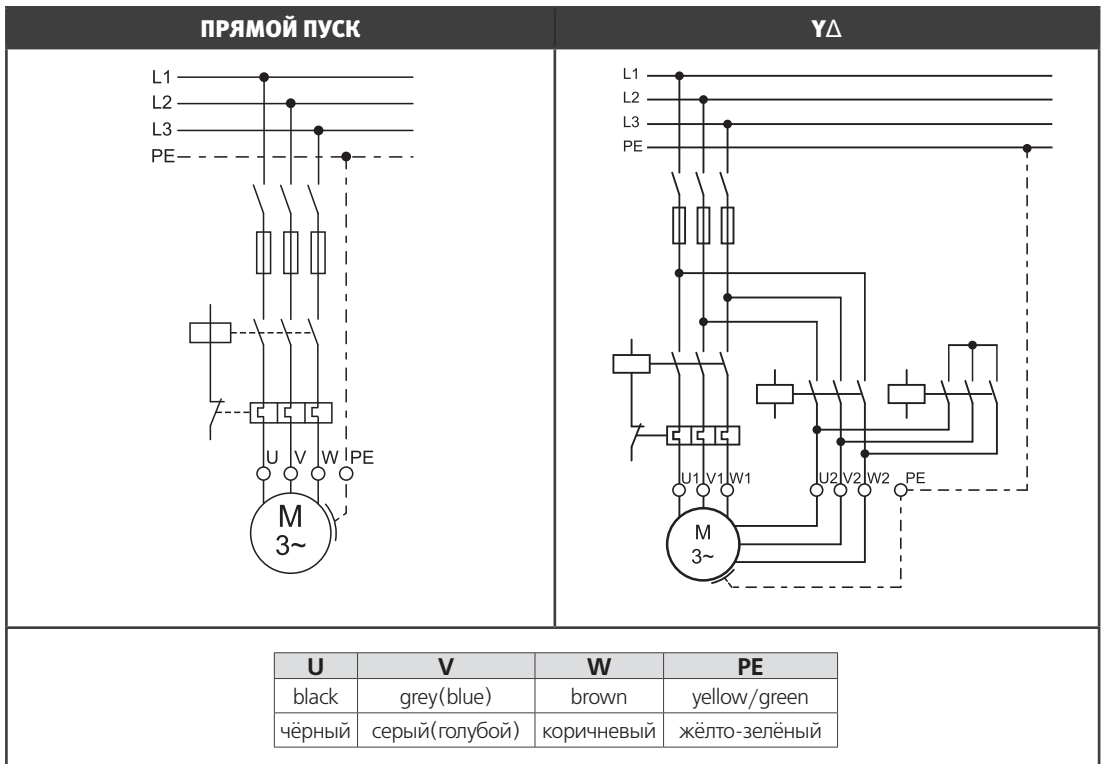 ПРЯМОЙ ПУСК
YΔ
L1
L2
L3
PE
U V W PE
M
3~
L1
L2
L3
PE
U1 V1 W1 U2 V2 W2 PE
M
3~
U V W PE
black grey(blue) brown yellow/green
чёрный серый(голубой) коричневый жёлто-зелёный